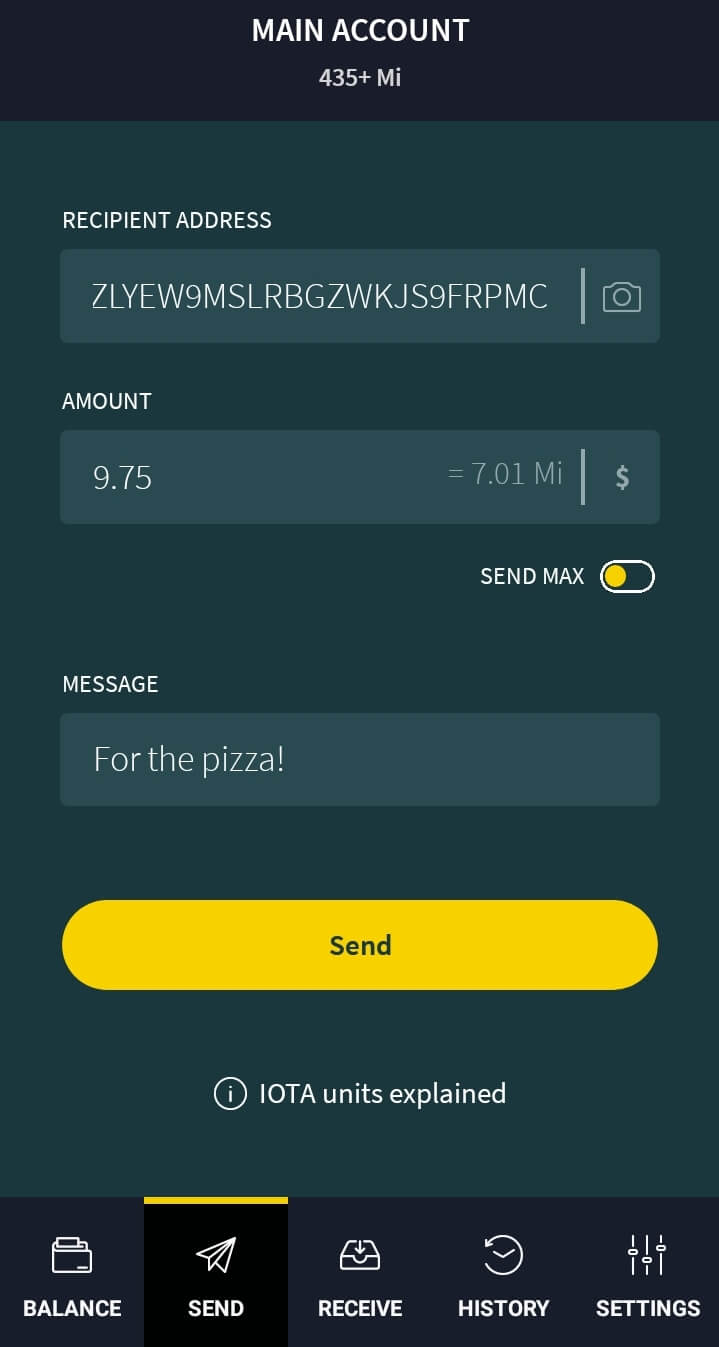 MAIN ACCOUNT
435+ Mi
RECIPIENT ADDRESS
ZLYEW9MSLRBGZWKJS9FRPMC
AMOUNT
9.75 = 7.01 Mi $
SEND MAX
MESSAGE
For the pizza!
Send
i IOTA units explained
BALANCE SEND RECEIVE HISTORY SETTINGS